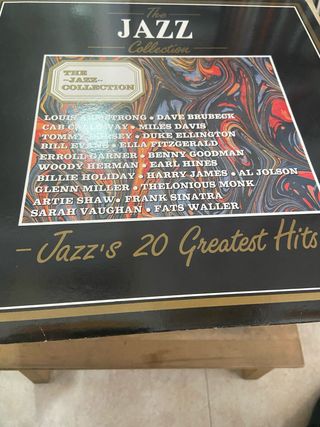 The
JAZZ
Collection
THE
--JAZZ--
COLLECTION
LOUIS ARMSTRONG • DAVE BRUBECK
CAB CALLOWAY • MILES DAVIS
TOMMY DORSEY • DUKE ELLINGTON
BILL EVANS • ELLA FITZGERALD
ERROLL GARNER • BENNY GOODMAN
WOODY HERMAN • EARL HINES
BILLIE HOLIDAY • HARRY JAMES • AL JOLSON
GLENN MILLER • THELONIOUS MONK
ARTIE SHAW • FRANK SINATRA
SARAH VAUGHAN • FATS WALLER
– Jazz's 20 Greatest Hits